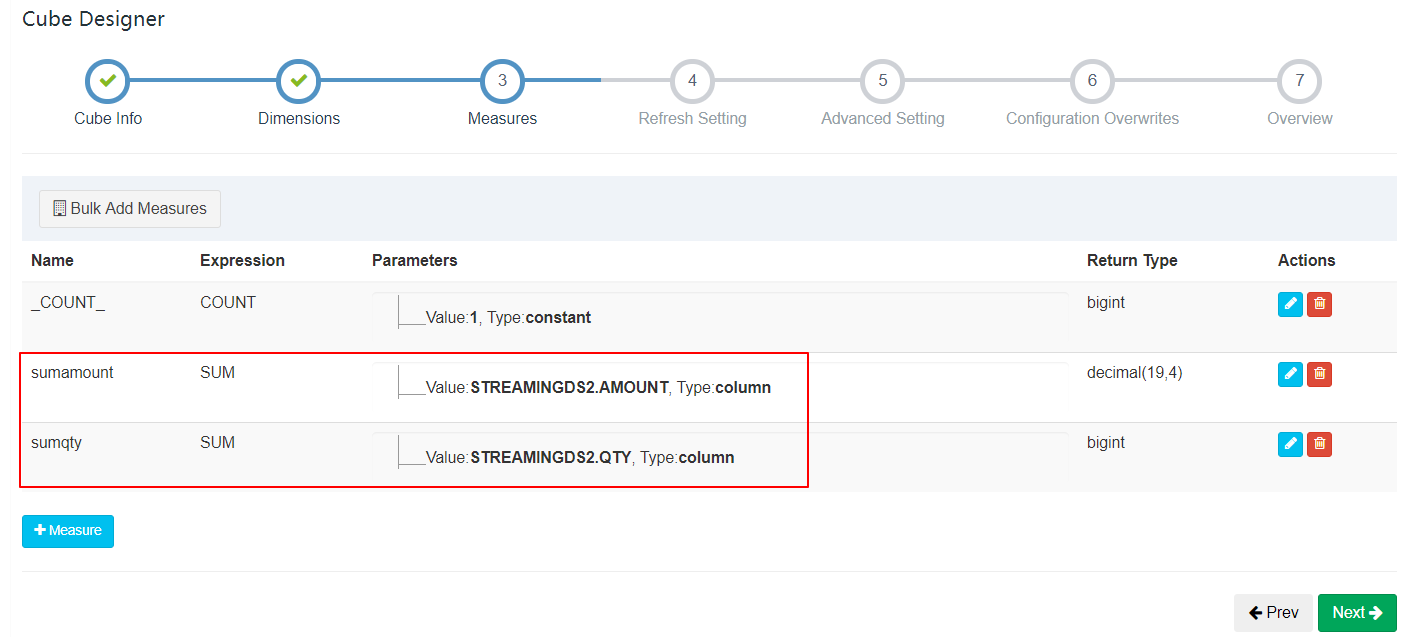 Cube Designer
3 4 5 6 7
Cube Info Dimensions Measures Refresh Setting Advanced Setting Configuration Overwrites Overview
Bulk Add Measures
Name Expression Parameters Return Type Actions
_COUNT_ COUNT Value:1, Type:constant bigint
sumamount SUM Value:STREAMINGDS2.AMOUNT, Type:column decimal(19,4)
sumqty SUM Value:STREAMINGDS2.QTY, Type:column bigint
Measure
Prev Next